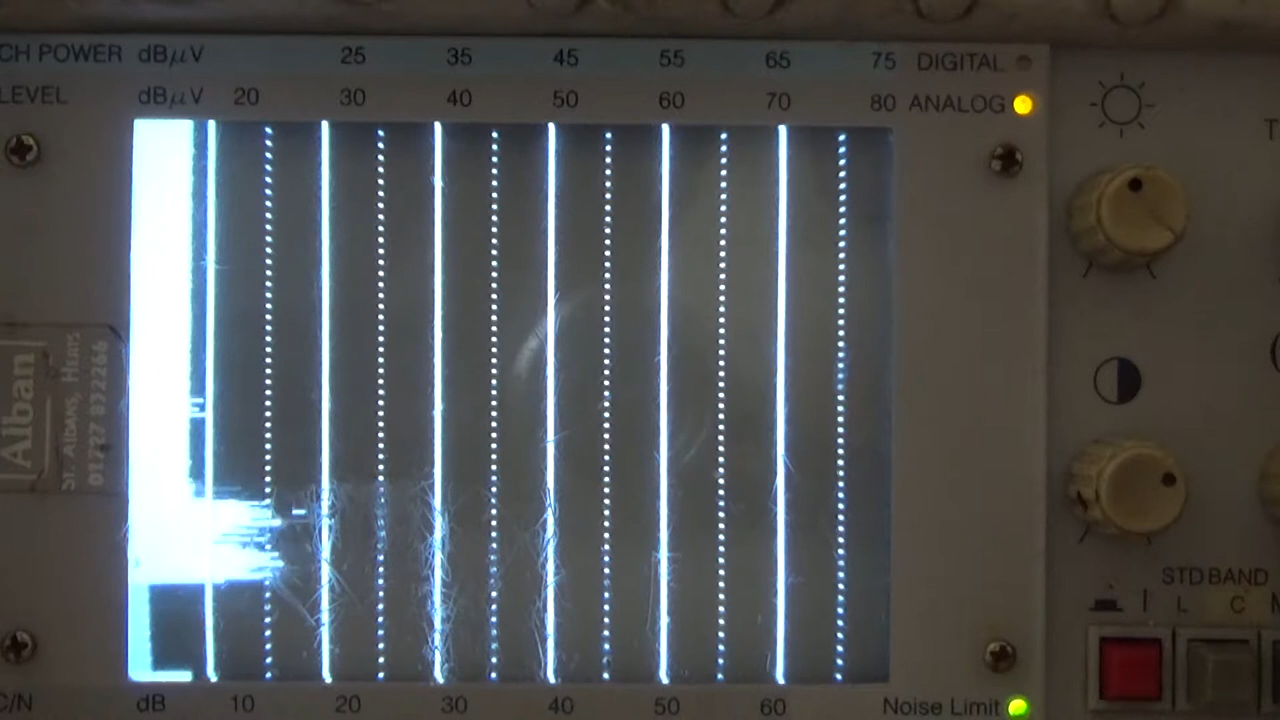 CH POWER dBµV 25 35 45 55 65 75 DIGITAL
LEVEL dBµV 20 30 40 50 60 70 80 ANALOG
T
Alban
ST. ALBANS, HERTS
01727 832266
STD BAND
L C
C/N dB 10 20 30 40 50 60 Noise Limit